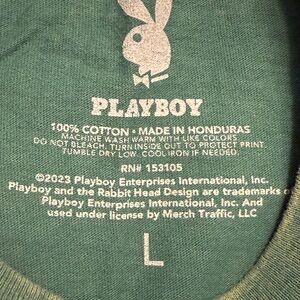 PLAYBOY
100% COTTON • MADE IN HONDURAS
MACHINE WASH WARM WITH LIKE COLORS
DO NOT BLEACH. TURN INSIDE OUT TO PROTECT PRINT.
TUMBLE DRY LOW. COOL IRON IF NEEDED.
RN# 153105
©2023 Playboy Enterprises International, Inc.
Playboy and the Rabbit Head Design are trademarks o
Playboy Enterprises International, Inc. And
used under license by Merch Traffic, LLC
L